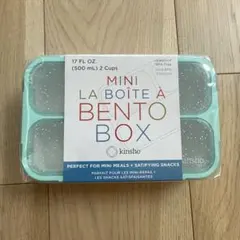 17 FL OZ
(500 mL) 2 Cups
MINI
LA BOÎTE À
BENTO
BOX
kinsho
PERFECT FOR MINI MEALS + SATISFYING SNACKS
PARFAIT POUR LES MINI-REPAS
LES SNACKS SATISFAISANTES